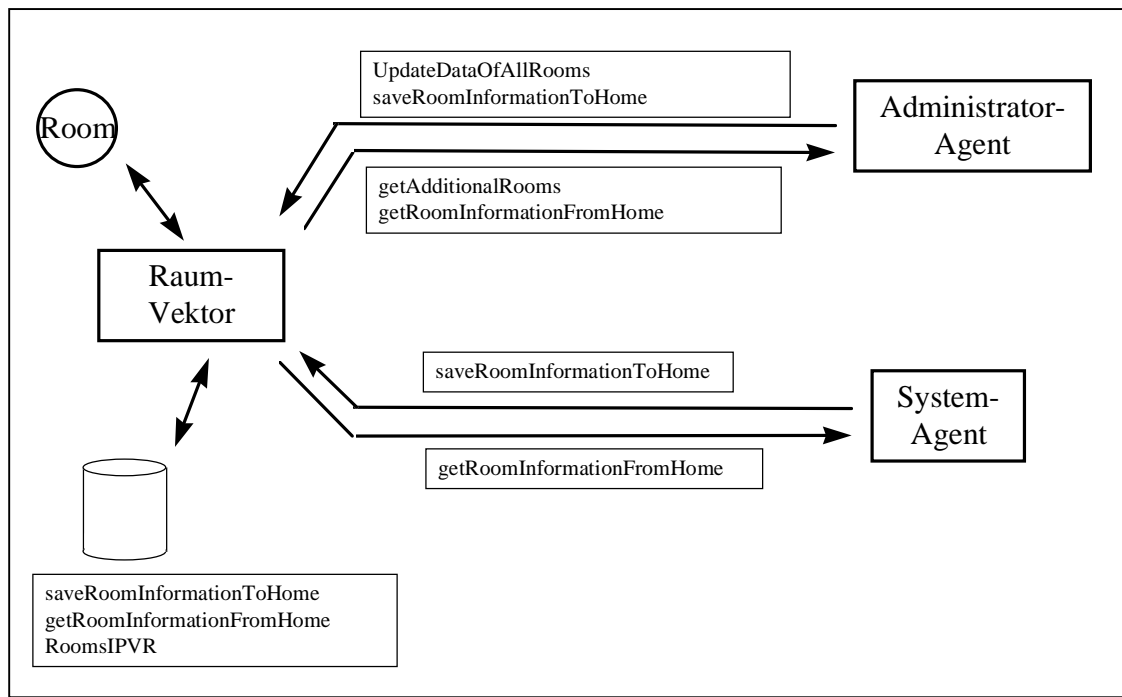 UpdateDataOfAllRooms
saveRoomInformationToHome
Administrator-
Agent
Room
getAdditionalRooms
getRoomInformationFromHome
Raum-
Vektor
saveRoomInformationToHome
System-
Agent
getRoomInformationFromHome
saveRoomInformationToHome
getRoomInformationFromHome
RoomsIPVR